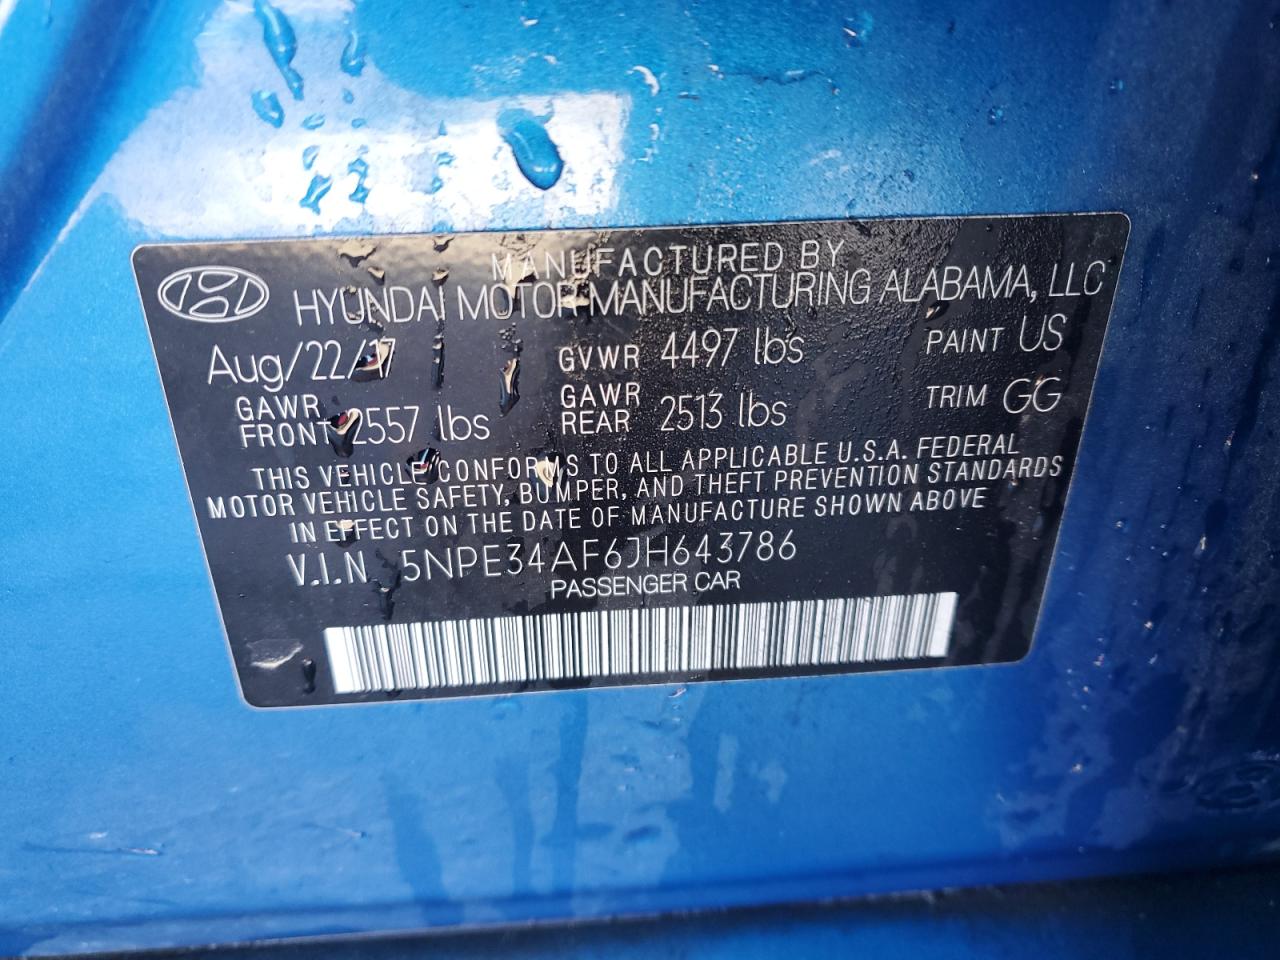 MANUFACTURED BY
HYUNDAI MOTOR MANUFACTURING ALABAMA, LLC
Aug/22/17 GVWR 4497 lbs PAINT US
GAWR FRONT 2557 lbs GAWR REAR 2513 lbs TRIM GG
THIS VEHICLE CONFORMS TO ALL APPLICABLE U.S.A. FEDERAL
MOTOR VEHICLE SAFETY, BUMPER, AND THEFT PREVENTION STANDARDS
IN EFFECT ON THE DATE OF MANUFACTURE SHOWN ABOVE
V.I.N 5NPE34AF6JH643786
PASSENGER CAR